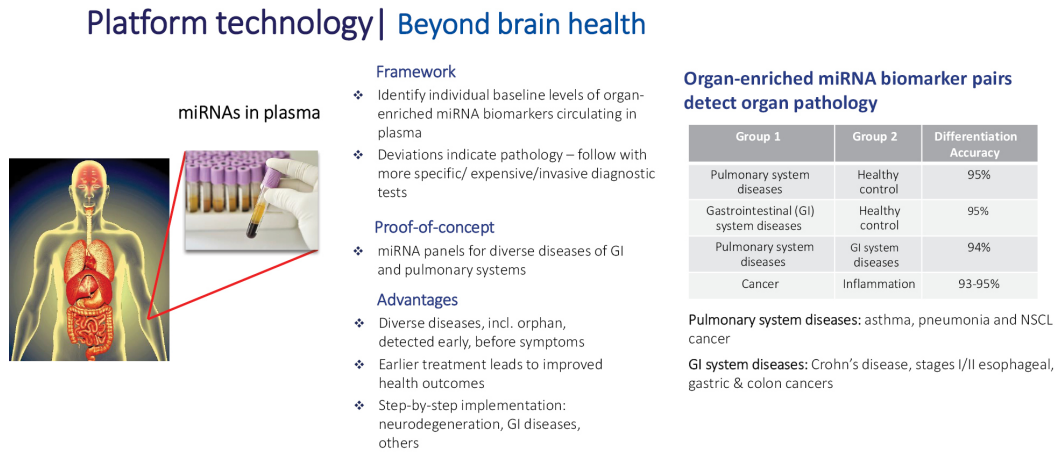 Platform technology| Beyond brain health
miRNAs in plasma
Framework
❖ Identify individual baseline levels of organ-
enriched miRNA biomarkers circulating in
plasma
❖ Deviations indicate pathology – follow with
more specific/ expensive/invasive diagnostic
tests
Proof-of-concept
❖ miRNA panels for diverse diseases of GI
and pulmonary systems
Advantages
❖ Diverse diseases, incl. orphan,
detected early, before symptoms
❖ Earlier treatment leads to improved
health outcomes
❖ Step-by-step implementation:
neurodegeneration, GI diseases,
others
Organ-enriched miRNA biomarker pairs
detect organ pathology
Group 1 Group 2 Differentiation
Accuracy
Pulmonary system
diseases Healthy
control 95%
Gastrointestinal (GI)
system diseases Healthy
control 95%
Pulmonary system
diseases GI system
diseases 94%
Cancer Inflammation 93-95%
Pulmonary system diseases: asthma, pneumonia and NSCL
cancer
GI system diseases: Crohn's disease, stages I/II esophageal,
gastric & colon cancers